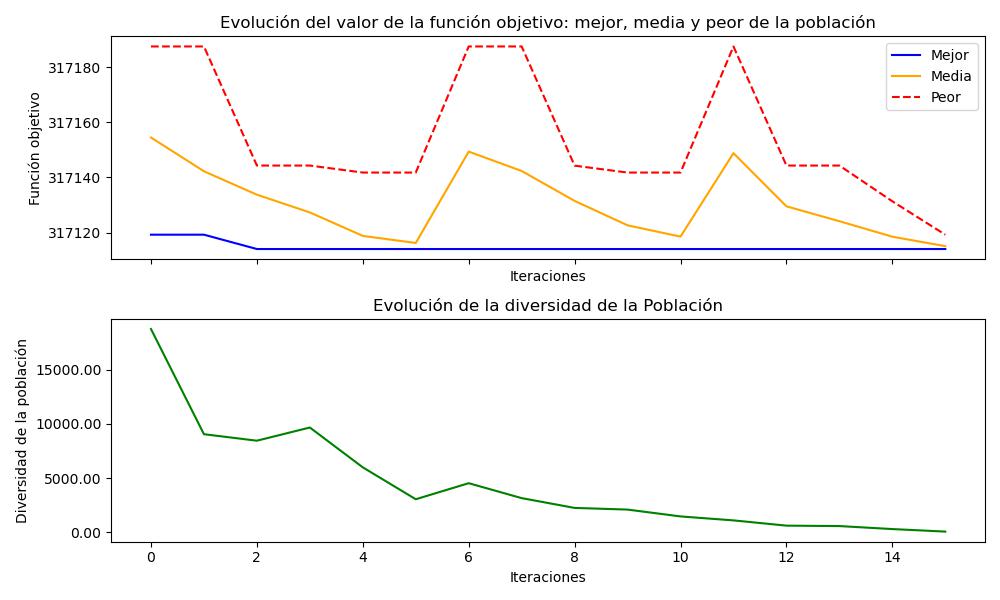 Evolución del valor de la función objetivo: mejor, media y peor de la población
Función objetivo
317180
317160
317140
317120
Mejor
Media
Peor
Iteraciones
Evolución de la diversidad de la Población
Diversidad de la población
15000.00
10000.00
5000.00
0.00
0 2 4 6 8 10 12 14
Iteraciones